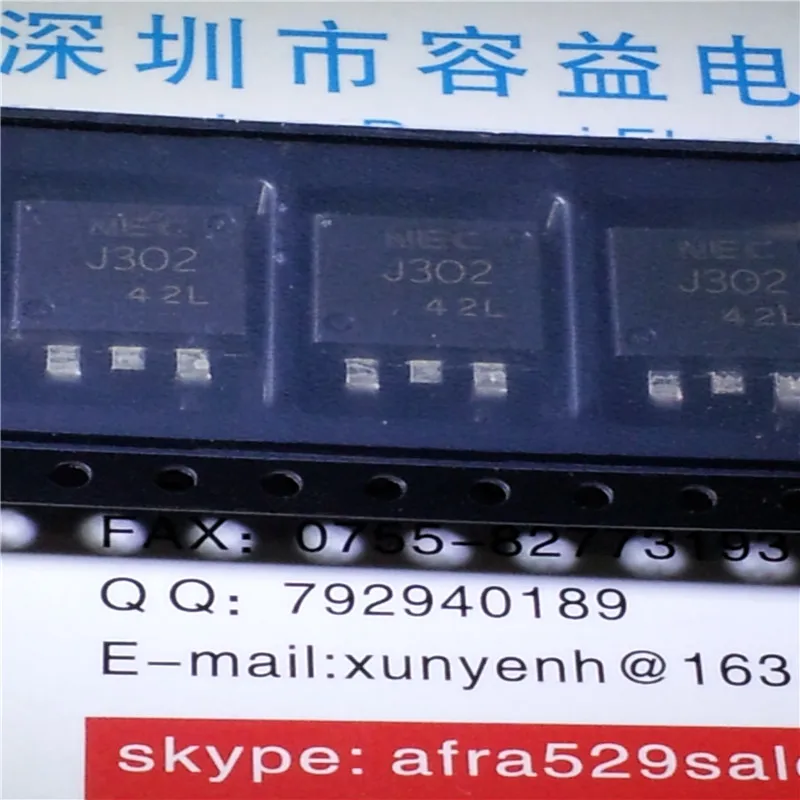 深圳市容益电
NEC
J302
42L
NEC
J302
42L
NEC
J302
42L
FAX: 0755-82773193
QQ: 792940189
E-mail:xunyenh@163
skype: afra529sale